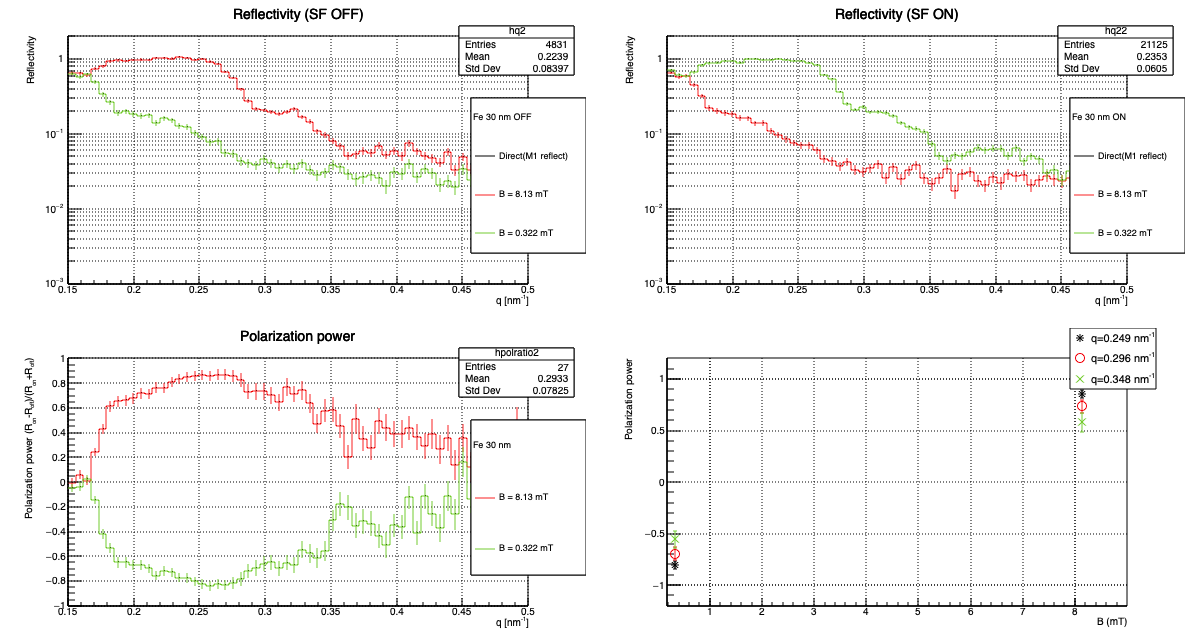 Reflectivity (SF OFF)
hq2
Entries 4831
Mean 0.2239
Std Dev 0.08397
Reflectivity
1
10⁻¹
10⁻²
10⁻³
Fe 30 nm OFF
Direct(M1 reflect)
B = 8.13 mT
B = 0.322 mT
0.15 0.2 0.25 0.3 0.35 0.4 0.45 0.5
q [nm⁻¹]
Reflectivity (SF ON)
hq22
Entries 21125
Mean 0.2353
Std Dev 0.0605
Reflectivity
1
10⁻¹
10⁻²
10⁻³
Fe 30 nm ON
Direct(M1 reflect)
B = 8.13 mT
B = 0.322 mT
0.15 0.2 0.25 0.3 0.35 0.4 0.45 0.5
q [nm⁻¹]
Polarization power
hpolratio2
Entries 27
Mean 0.2933
Std Dev 0.07825
Polarization power (R_on-R_off)/(R_on+R_off)
1
0.8
0.6
0.4
0.2
0
−0.2
−0.4
−0.6
−0.8
−1
Fe 30 nm
B = 8.13 mT
B = 0.322 mT
0.15 0.2 0.25 0.3 0.35 0.4 0.45 0.5
q [nm⁻¹]
q=0.249 nm⁻¹
q=0.296 nm⁻¹
q=0.348 nm⁻¹
Polarization power
1
0.5
0
−0.5
−1
1 2 3 4 5 6 7 8
B (mT)